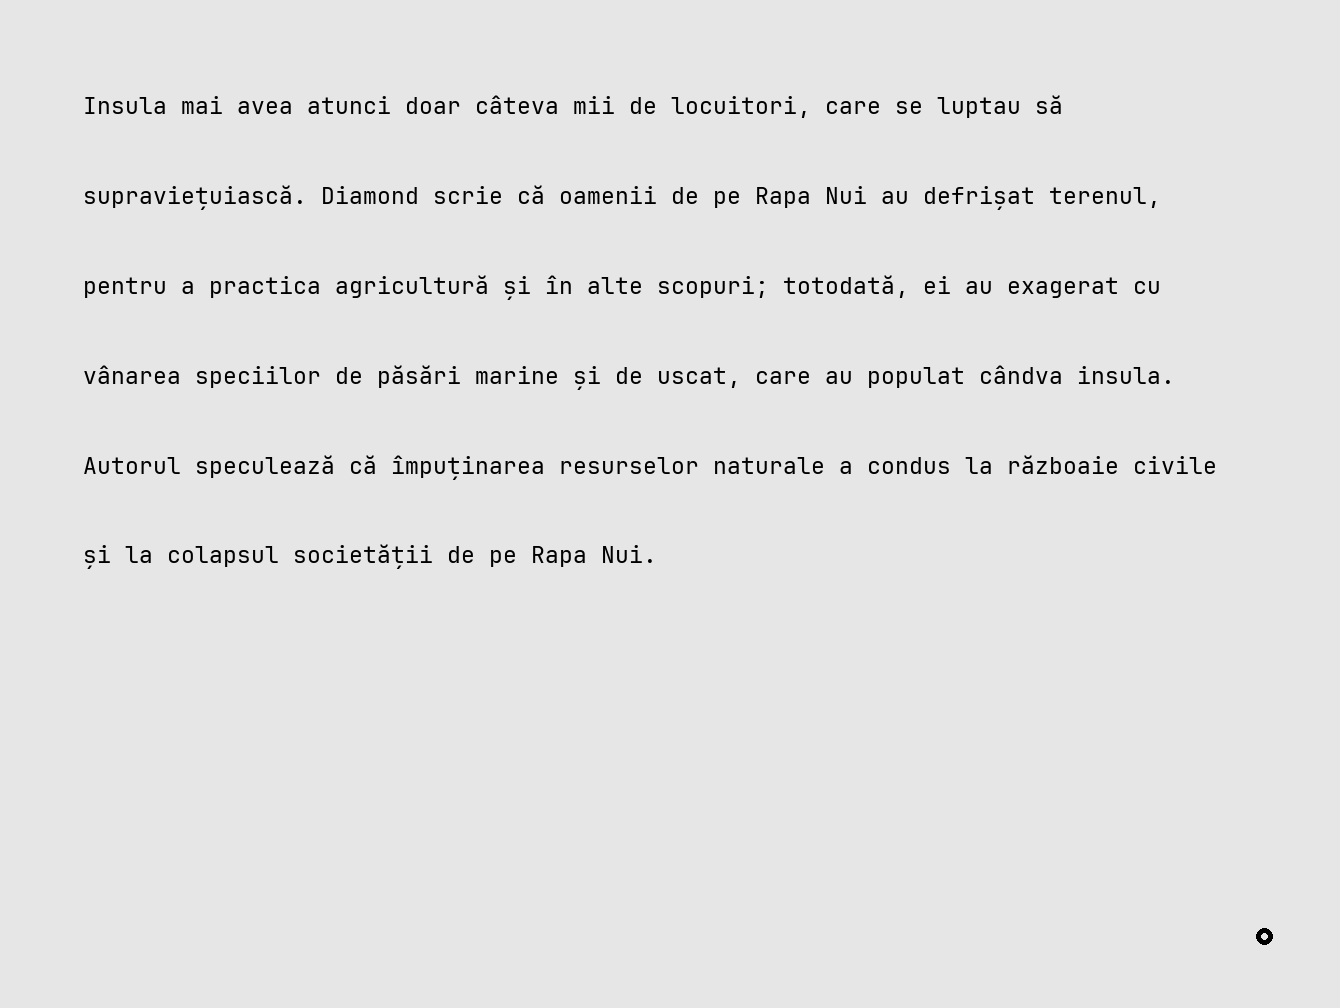 Insula mai avea atunci doar câteva mii de locuitori, care se luptau să
supraviețuiască. Diamond scrie că oamenii de pe Rapa Nui au defrișat terenul,
pentru a practica agricultură și în alte scopuri; totodată, ei au exagerat cu
vânarea speciilor de păsări marine și de uscat, care au populat cândva insula.
Autorul speculează că împuținarea resurselor naturale a condus la războaie civile
și la colapsul societății de pe Rapa Nui.